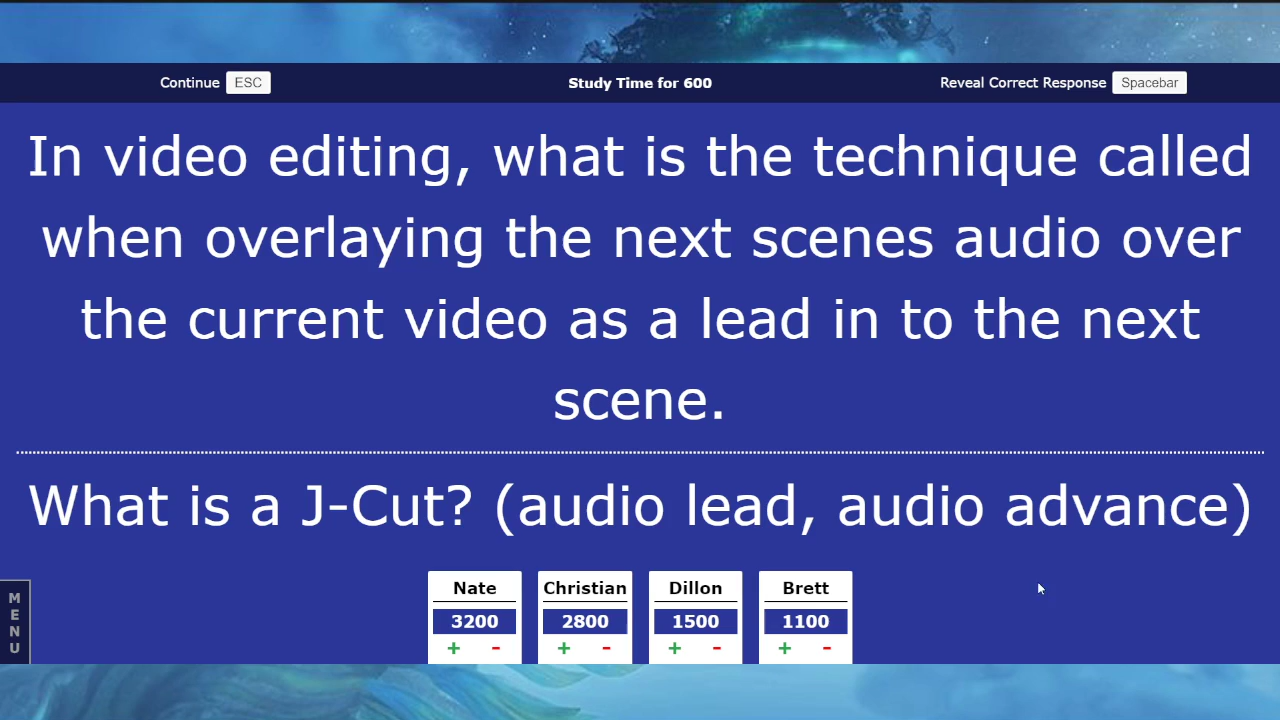 Continue ESC
Study Time for 600
Reveal Correct Response Spacebar
In video editing, what is the technique called
when overlaying the next scenes audio over
the current video as a lead in to the next
scene.
What is a J-Cut? (audio lead, audio advance)
MENU
Nate Christian Dillon Brett
3200 2800 1500 1100
+ - + - + - + -